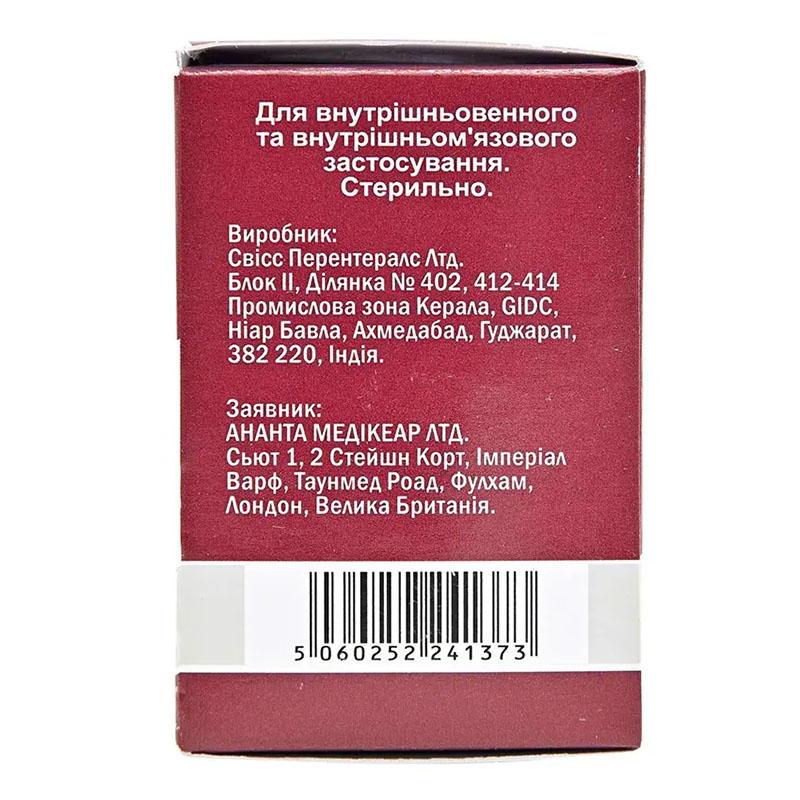 Для внутрішньовенного
та внутрішньом'язового
застосування.
Стерильно.
Виробник:
Свісс Перентералс Лтд.
Блок II, Ділянка № 402, 412-414
Промислова зона Керала, GIDC,
Ніар Бавла, Ахмедабад, Гуджарат,
382 220, Індія.
Заявник:
АНАНТА МЕДІКЕАР ЛТД.
Сьют 1, 2 Стейшн Корт, Імперіал
Варф, Таунмед Роад, Фулхам,
Лондон, Велика Британія.
5 060252 241373